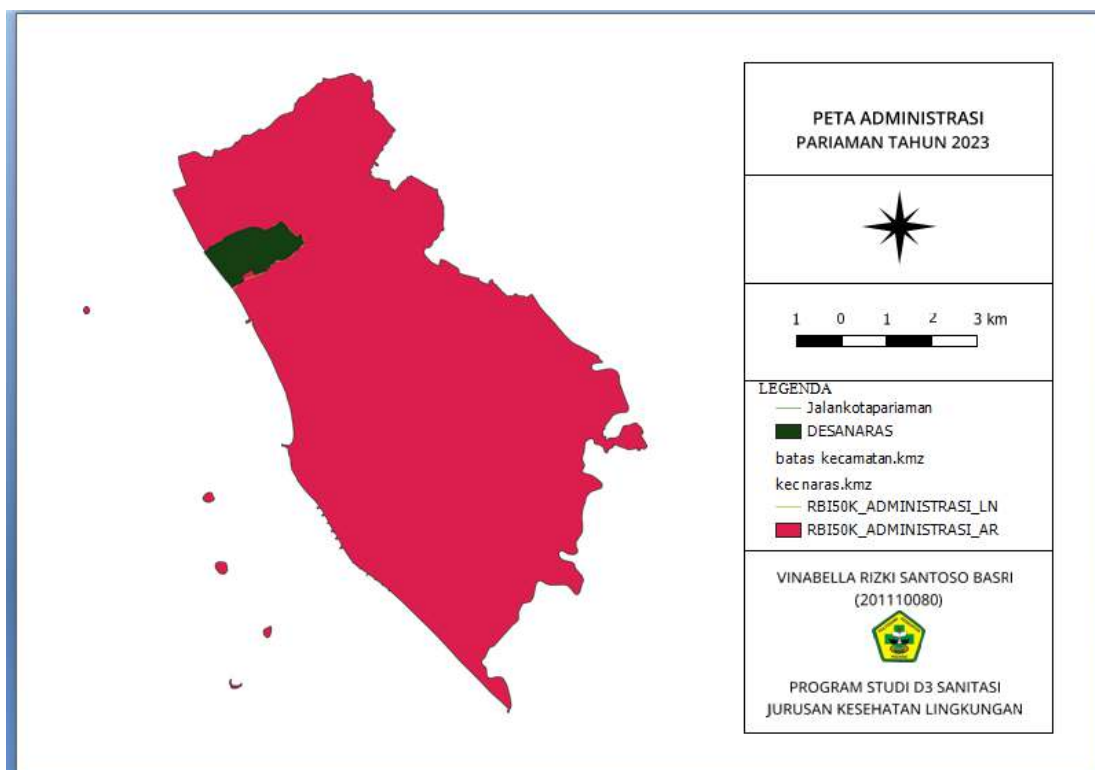 PETA ADMINISTRASI
PARIAMAN TAHUN 2023
1 0 1 2 3 km
LEGENDA
Jalankotapariaman
DESANARAS
batas kecamatan.kmz
kecnaras.kmz
RBI50K_ADMINISTRASI_LN
RBI50K_ADMINISTRASI_AR
VINABELLA RIZKI SANTOSO BASRI
(201110080)
PROGRAM STUDI D3 SANITASI
JURUSAN KESEHATAN LINGKUNGAN